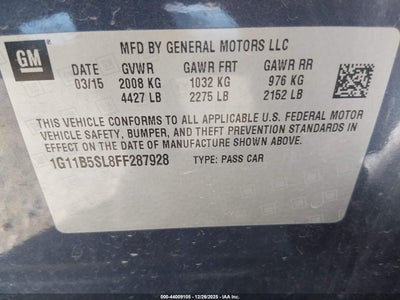 GM
MFD BY GENERAL MOTORS LLC
DATE GVWR GAWR FRT GAWR RR
03/15 2008 KG 1032 KG 976 KG
4427 LB 2275 LB 2152 LB
THIS VEHICLE CONFORMS TO ALL APPLICABLE U.S. FEDERAL MOTOR
VEHICLE SAFETY, BUMPER, AND THEFT PREVENTION STANDARDS IN
EFFECT ON THE DATE OF MANUFACTURE SHOWN ABOVE.
1G11B5SL8FF287928 TYPE: PASS CAR
000-44009105 - 12/26/2025 - IAA Inc.